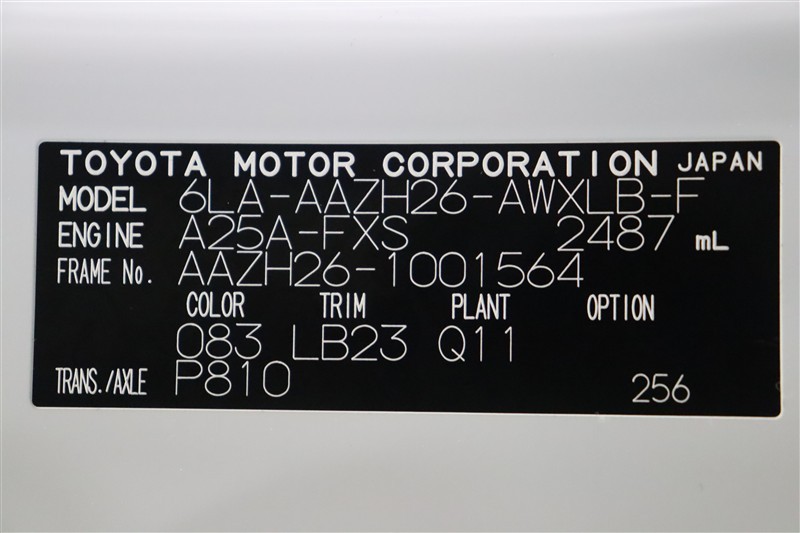 TOYOTA MOTOR CORPORATION JAPAN
MODEL 6LA-AAZH26-AWXLB-F
ENGINE A25A-FXS 2487 mL
FRAME No. AAZH26-1001564
COLOR TRIM PLANT OPTION
083 LB23 Q11
TRANS./AXLE P810 256